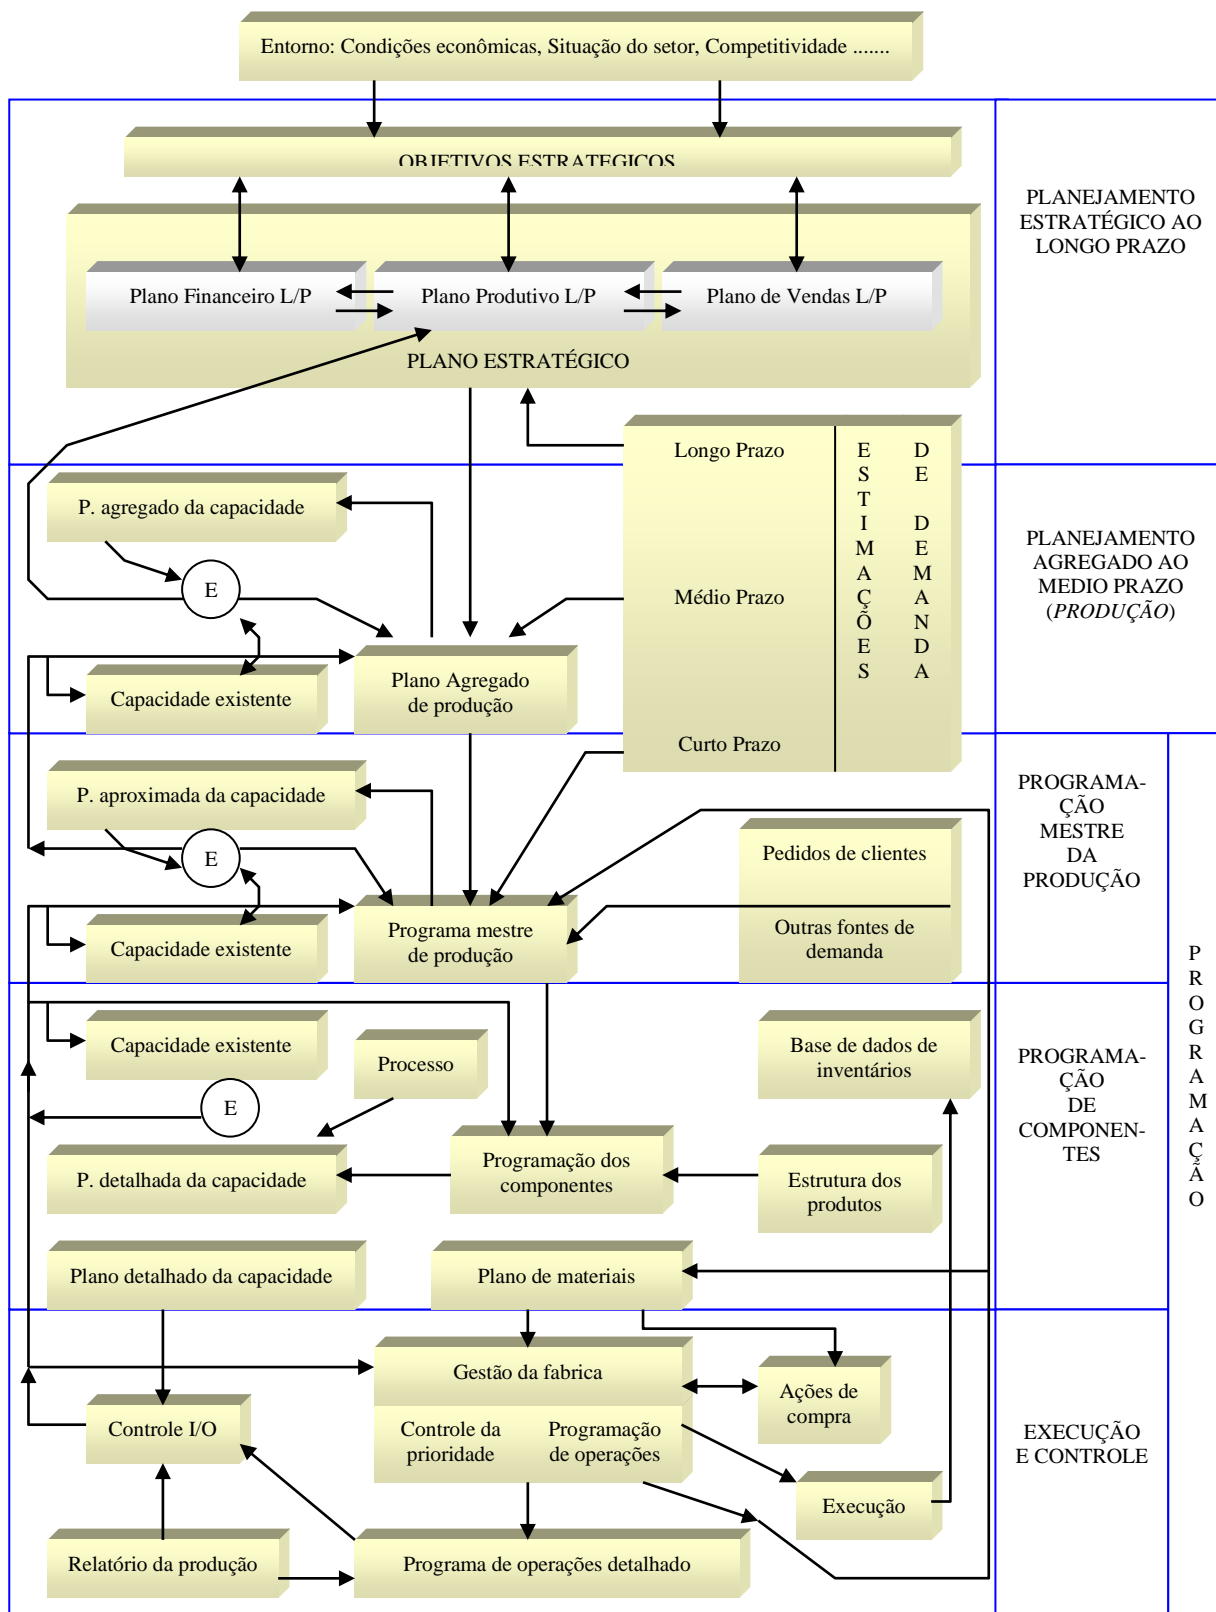 Entorno: Condições econômicas, Situação do setor, Competitividade .......
OBJETIVOS ESTRATEGICOS
PLANEJAMENTO
ESTRATÉGICO AO
LONGO PRAZO
Plano Financeiro L/P
Plano Produtivo L/P
Plano de Vendas L/P
PLANO ESTRATÉGICO
Longo Prazo
Médio Prazo
Curto Prazo
ESTIMAÇÕES
DE DEMANDA
P. agregado da capacidade
E
Capacidade existente
Plano Agregado
de produção
PLANEJAMENTO
AGREGADO AO
MEDIO PRAZO
(PRODUÇÃO)
P. aproximada da capacidade
E
Capacidade existente
Programa mestre
de produção
Pedidos de clientes
Outras fontes de
demanda
PROGRAMA-
ÇÃO
MESTRE
DA
PRODUÇÃO
PROGRAMAÇÃO
Capacidade existente
Processo
E
P. detalhada da capacidade
Programação dos
componentes
Base de dados de
inventários
Estrutura dos
produtos
Plano detalhado da capacidade
Plano de materiais
PROGRAMA-
ÇÃO
DE
COMPONEN-
TES
Gestão da fabrica
Controle da
prioridade
Programação
de operações
Ações de
compra
Controle I/O
Execução
Relatório da produção
Programa de operações detalhado
EXECUÇÃO
E CONTROLE